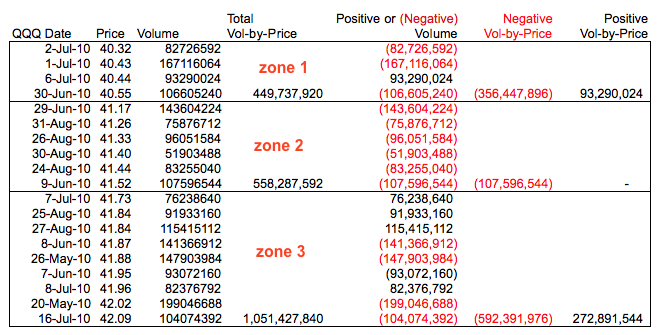 Total Positive or (Negative) Negative Positive
QQQ Date Price Volume Vol-by-Price Volume Vol-by-Price Vol-by-Price
2-Jul-10 40.32 82726592 (82,726,592)
1-Jul-10 40.43 167116064 (167,116,064)
zone 1
6-Jul-10 40.44 93290024 93,290,024
30-Jun-10 40.55 106605240 449,737,920 (106,605,240) (356,447,896) 93,290,024
29-Jun-10 41.17 143604224 (143,604,224)
31-Aug-10 41.26 75876712 (75,876,712)
26-Aug-10 41.33 96051584 (96,051,584)
zone 2
30-Aug-10 41.40 51903488 (51,903,488)
24-Aug-10 41.44 83255040 (83,255,040)
9-Jun-10 41.52 107596544 558,287,592 (107,596,544) (107,596,544) -
7-Jul-10 41.73 76238640 76,238,640
25-Aug-10 41.84 91933160 91,933,160
27-Aug-10 41.84 115415112 115,415,112
8-Jun-10 41.87 141366912 (141,366,912)
zone 3
26-May-10 41.88 147903984 (147,903,984)
7-Jun-10 41.95 93072160 (93,072,160)
8-Jul-10 41.96 82376792 82,376,792
20-May-10 42.02 199046688 (199,046,688)
16-Jul-10 42.09 104074392 1,051,427,840 (104,074,392) (592,391,976) 272,891,544